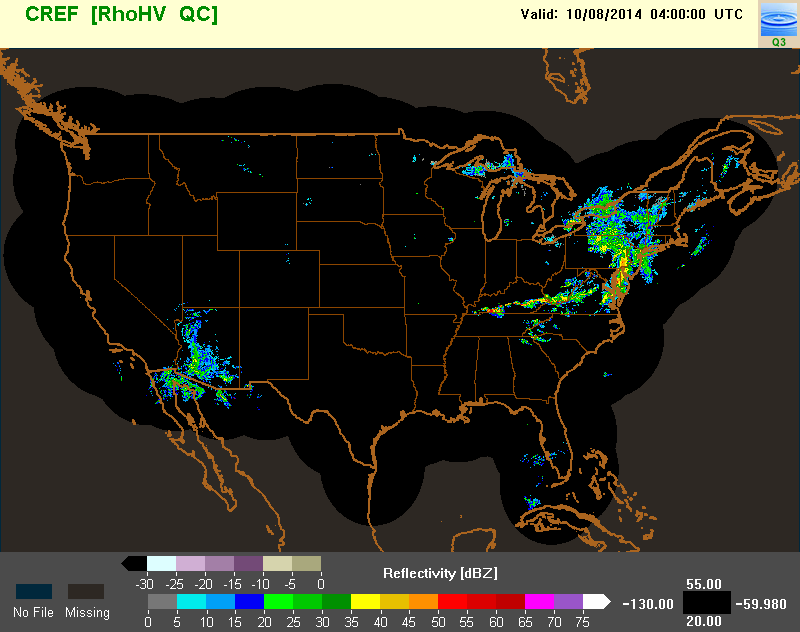 CREF [RhoHV QC]
Valid: 10/08/2014 04:00:00 UTC
Q3
Reflectivity [dBZ]
-30 -25 -20 -15 -10 -5 0
No File
Missing
0 5 10 15 20 25 30 35 40 45 50 55 60 65 70 75
55.00
-130.00
-59.980
20.00